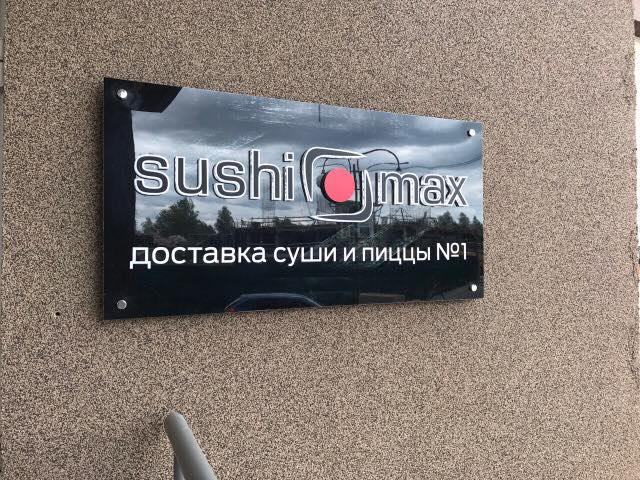 sushi max
доставка суши и пиццы №1